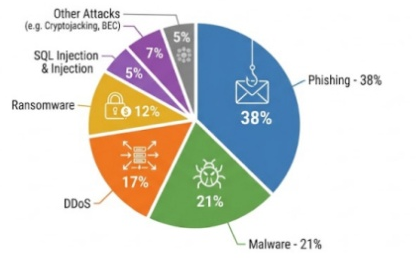 Other Attacks
(e.g. Cryptojacking, BEC)
5%
7%
SQL Injection
& Injection
5%
Ransomware
12%
Phishing - 38%
38%
17%
DDoS
21%
Malware - 21%